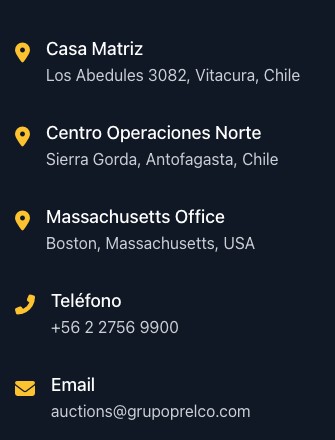 Casa Matriz
Los Abedules 3082, Vitacura, Chile
Centro Operaciones Norte
Sierra Gorda, Antofagasta, Chile
Massachusetts Office
Boston, Massachusetts, USA
Teléfono
+56 2 2756 9900
Email
auctions@grupoprelco.com